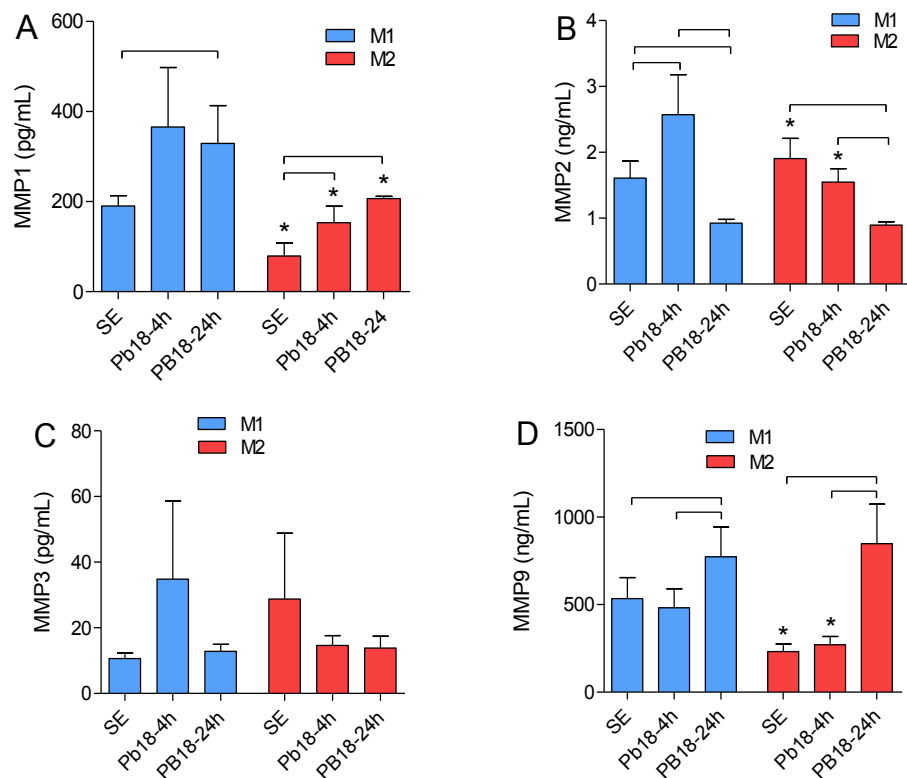 A
600
400
200
0
MMP1 (pg/mL)
M1
M2
*
*
*
SE
Pb18-4h
PB18-24h
SE
Pb18-4h
PB18-24
B
4
3
2
1
0
MMP2 (ng/mL)
M1
M2
*
*
SE
Pb18-4h
PB18-24h
SE
Pb18-4h
PB18-24h
C
80
60
40
20
0
MMP3 (pg/mL)
M1
M2
SE
Pb18-4h
PB18-24h
SE
Pb18-4h
PB18-24h
D
1500
1000
500
0
MMP9 (ng/mL)
M1
M2
*
*
SE
Pb18-4h
PB18-24h
SE
Pb18-4h
PB18-24h